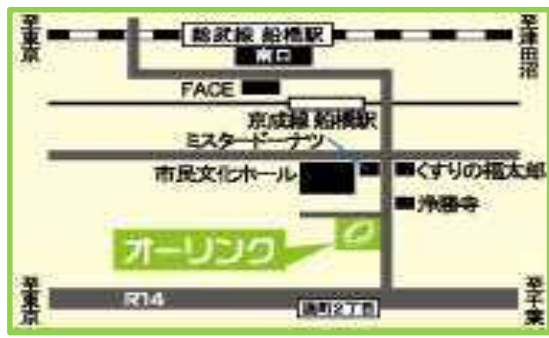 至東京
総武線 船橋駅
至津田沼
南口
FACE
京成線 船橋駅
ミスタードーナツ
市民文化ホール
くすりの福太郎
浄勝寺
オーリンク
至東京
R14
湊町2丁目
至千葉